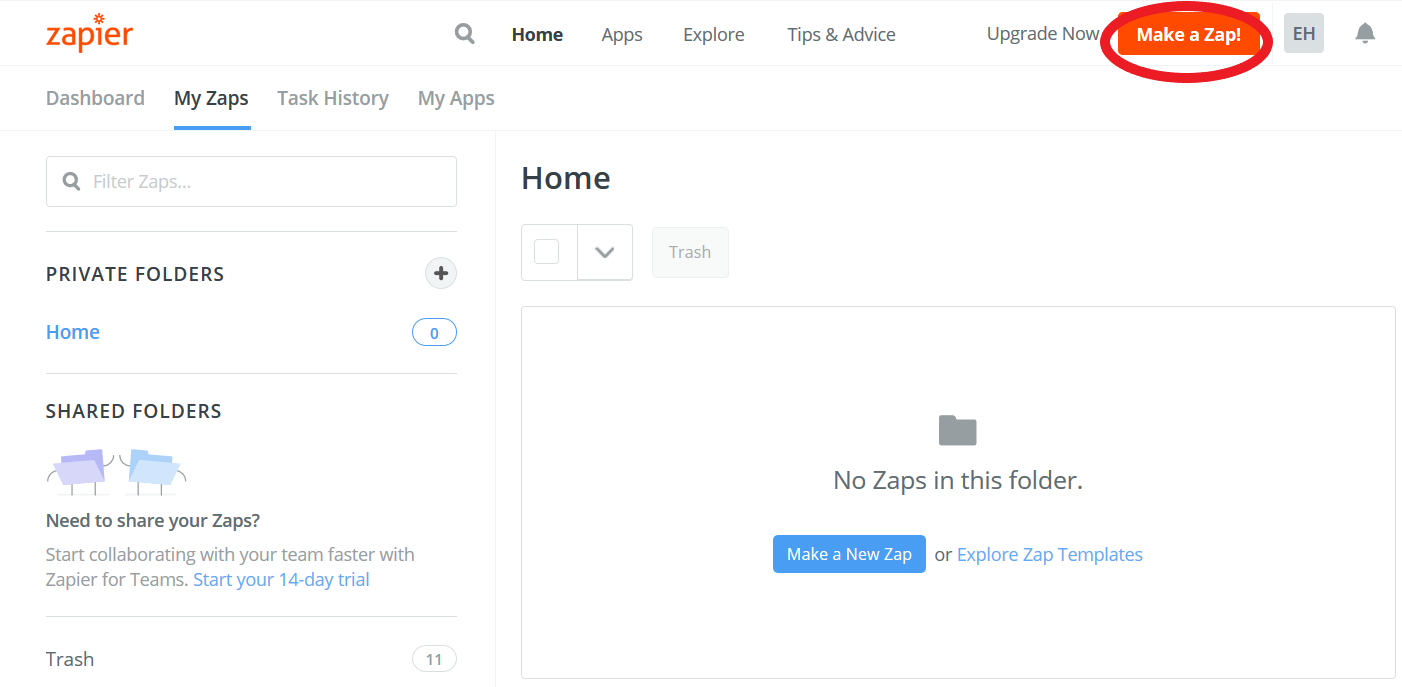 zapier
Home Apps Explore Tips & Advice Upgrade Now Make a Zap! EH
Dashboard My Zaps Task History My Apps
Filter Zaps...
PRIVATE FOLDERS
Home 0
SHARED FOLDERS
Need to share your Zaps?
Start collaborating with your team faster with
Zapier for Teams. Start your 14-day trial
Trash 11
Home
Trash
No Zaps in this folder.
Make a New Zap or Explore Zap Templates